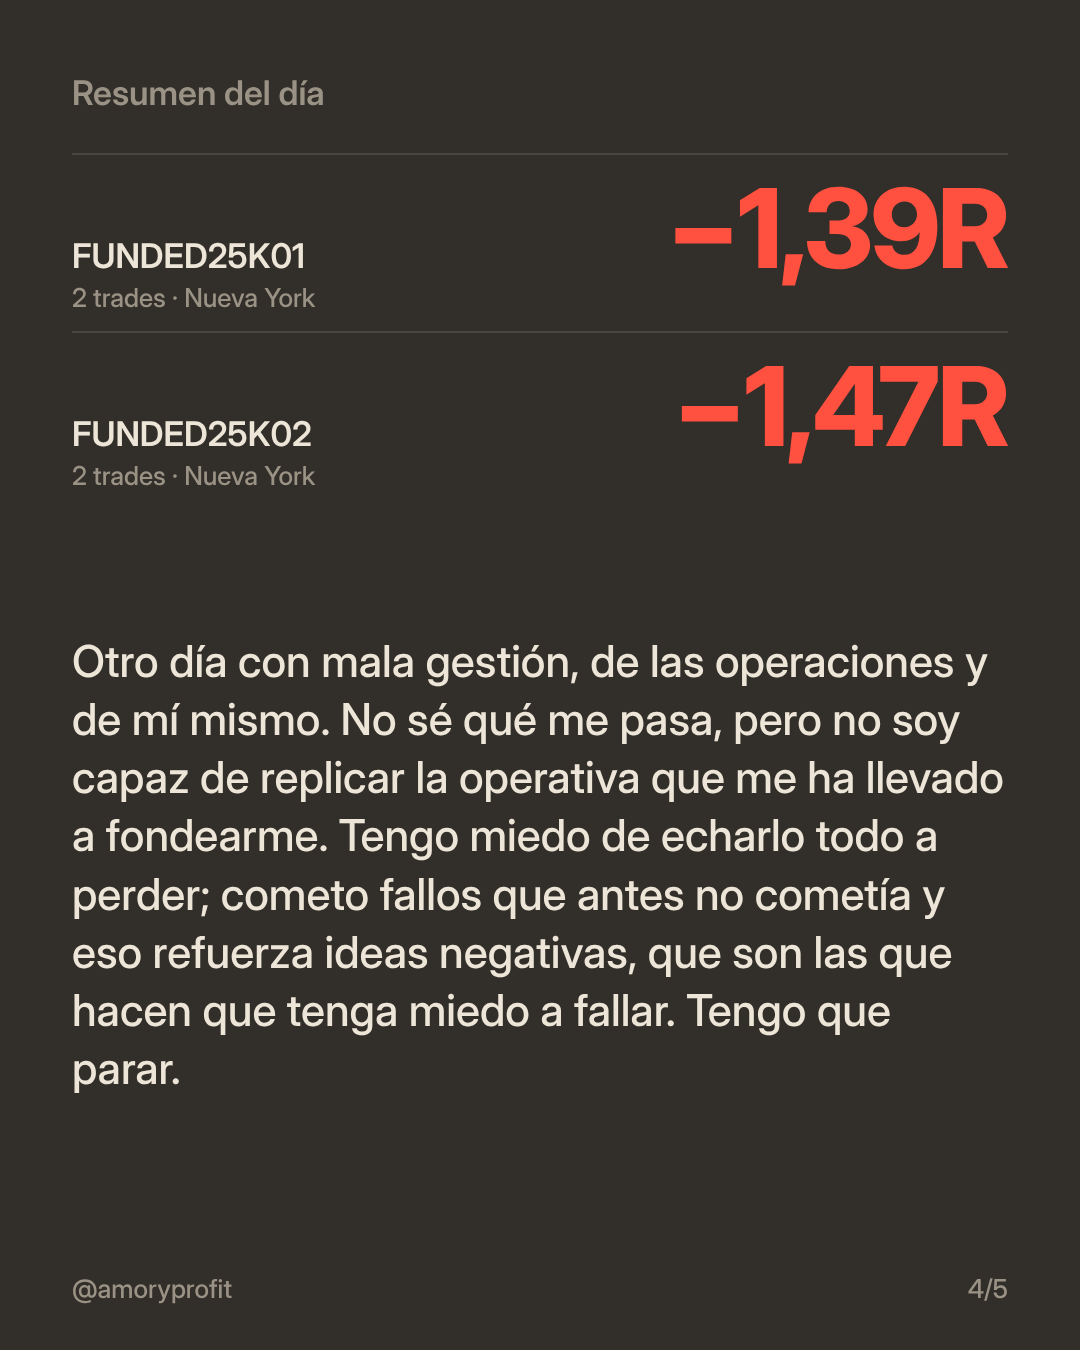 Resumen del día
FUNDED25K01
−1,39R
2 trades · Nueva York
FUNDED25K02
−1,47R
2 trades · Nueva York
Otro día con mala gestión, de las operaciones y
de mí mismo. No sé qué me pasa, pero no soy
capaz de replicar la operativa que me ha llevado
a fondearme. Tengo miedo de echarlo todo a
perder; cometo fallos que antes no cometía y
eso refuerza ideas negativas, que son las que
hacen que tenga miedo a fallar. Tengo que
parar.
@amoryprofit
4/5